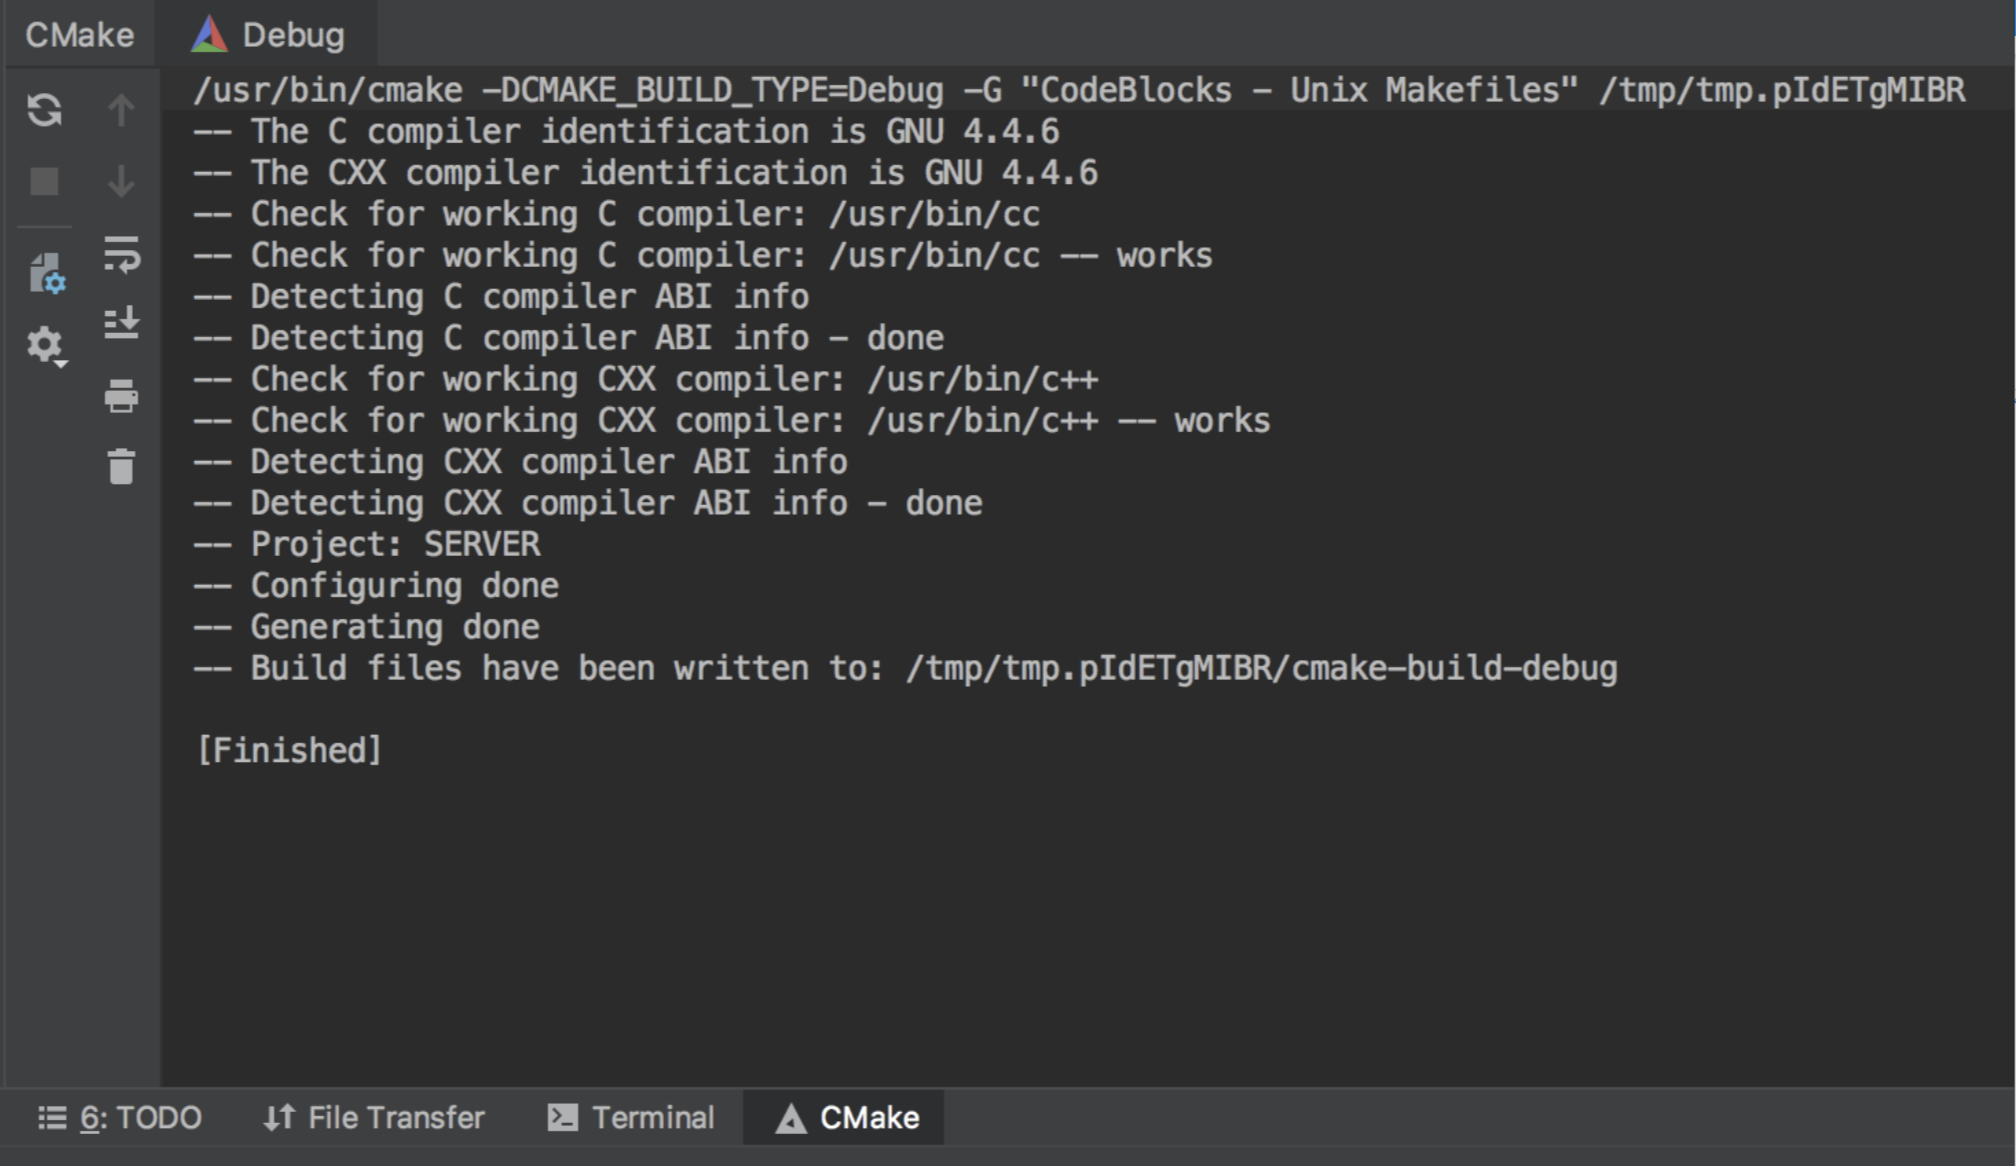 CMake Debug
/usr/bin/cmake -DCMAKE_BUILD_TYPE=Debug -G "CodeBlocks - Unix Makefiles" /tmp/tmp.pIdETgMIBR
-- The C compiler identification is GNU 4.4.6
-- The CXX compiler identification is GNU 4.4.6
-- Check for working C compiler: /usr/bin/cc
-- Check for working C compiler: /usr/bin/cc -- works
-- Detecting C compiler ABI info
-- Detecting C compiler ABI info - done
-- Check for working CXX compiler: /usr/bin/c++
-- Check for working CXX compiler: /usr/bin/c++ -- works
-- Detecting CXX compiler ABI info
-- Detecting CXX compiler ABI info - done
-- Project: SERVER
-- Configuring done
-- Generating done
-- Build files have been written to: /tmp/tmp.pIdETgMIBR/cmake-build-debug
[Finished]
6: TODO File Transfer Terminal CMake